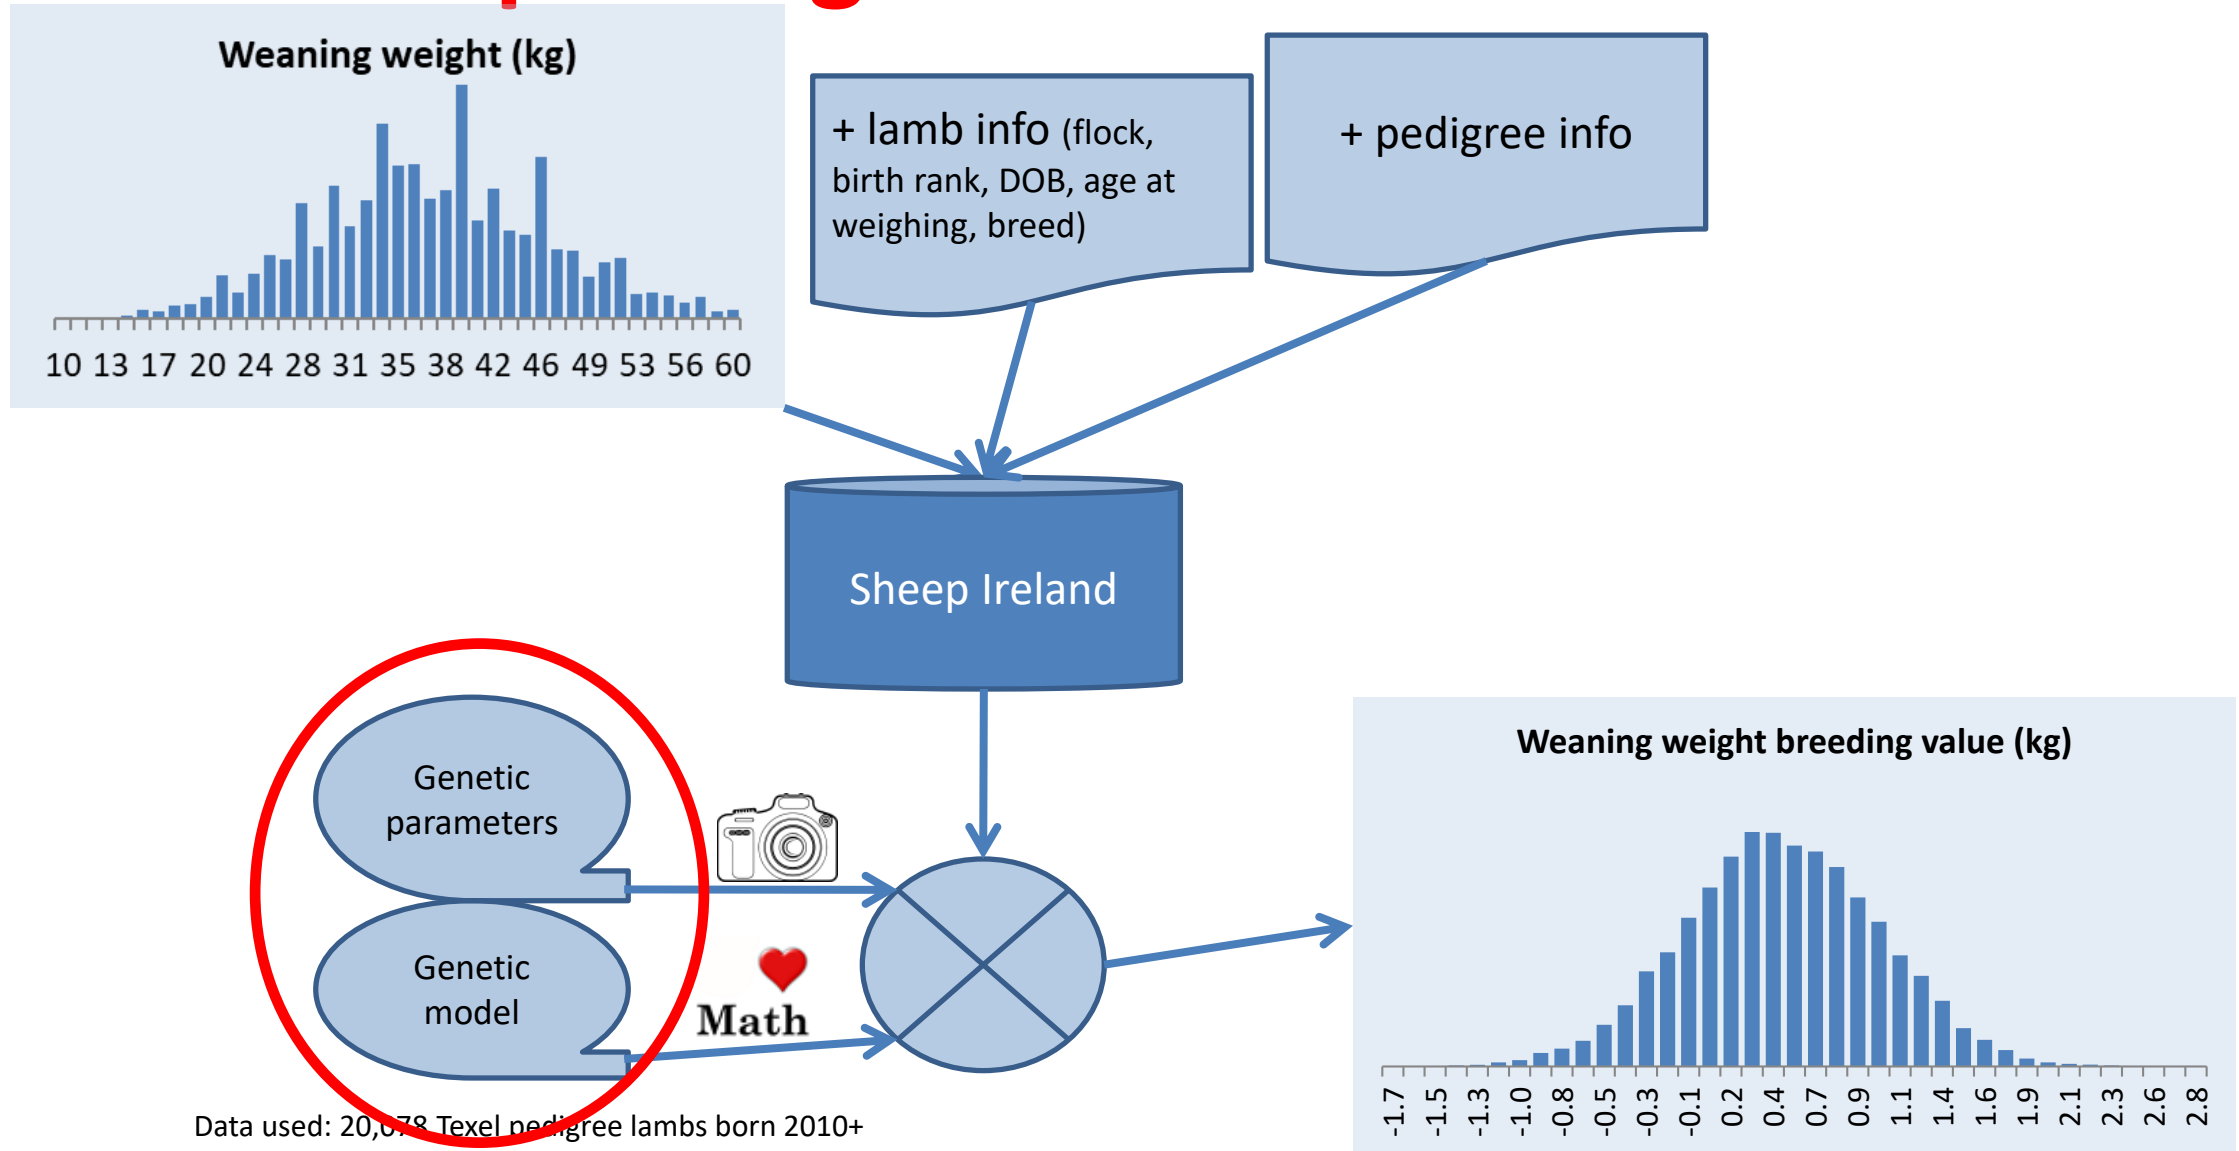 Weaning weight (kg)
10 13 17 20 24 28 31 35 38 42 46 49 53 56 60
+ lamb info (flock,
birth rank, DOB, age at
weighing, breed)
+ pedigree info
Sheep Ireland
Genetic
parameters
Genetic
model
Math
Weaning weight breeding value (kg)
-1.7 -1.5 -1.3 -1.0 -0.8 -0.5 -0.3 -0.1 0.2 0.4 0.7 0.9 1.1 1.4 1.6 1.9 2.1 2.3 2.6 2.8
Data used: 20,078 Texel pedigree lambs born 2010+